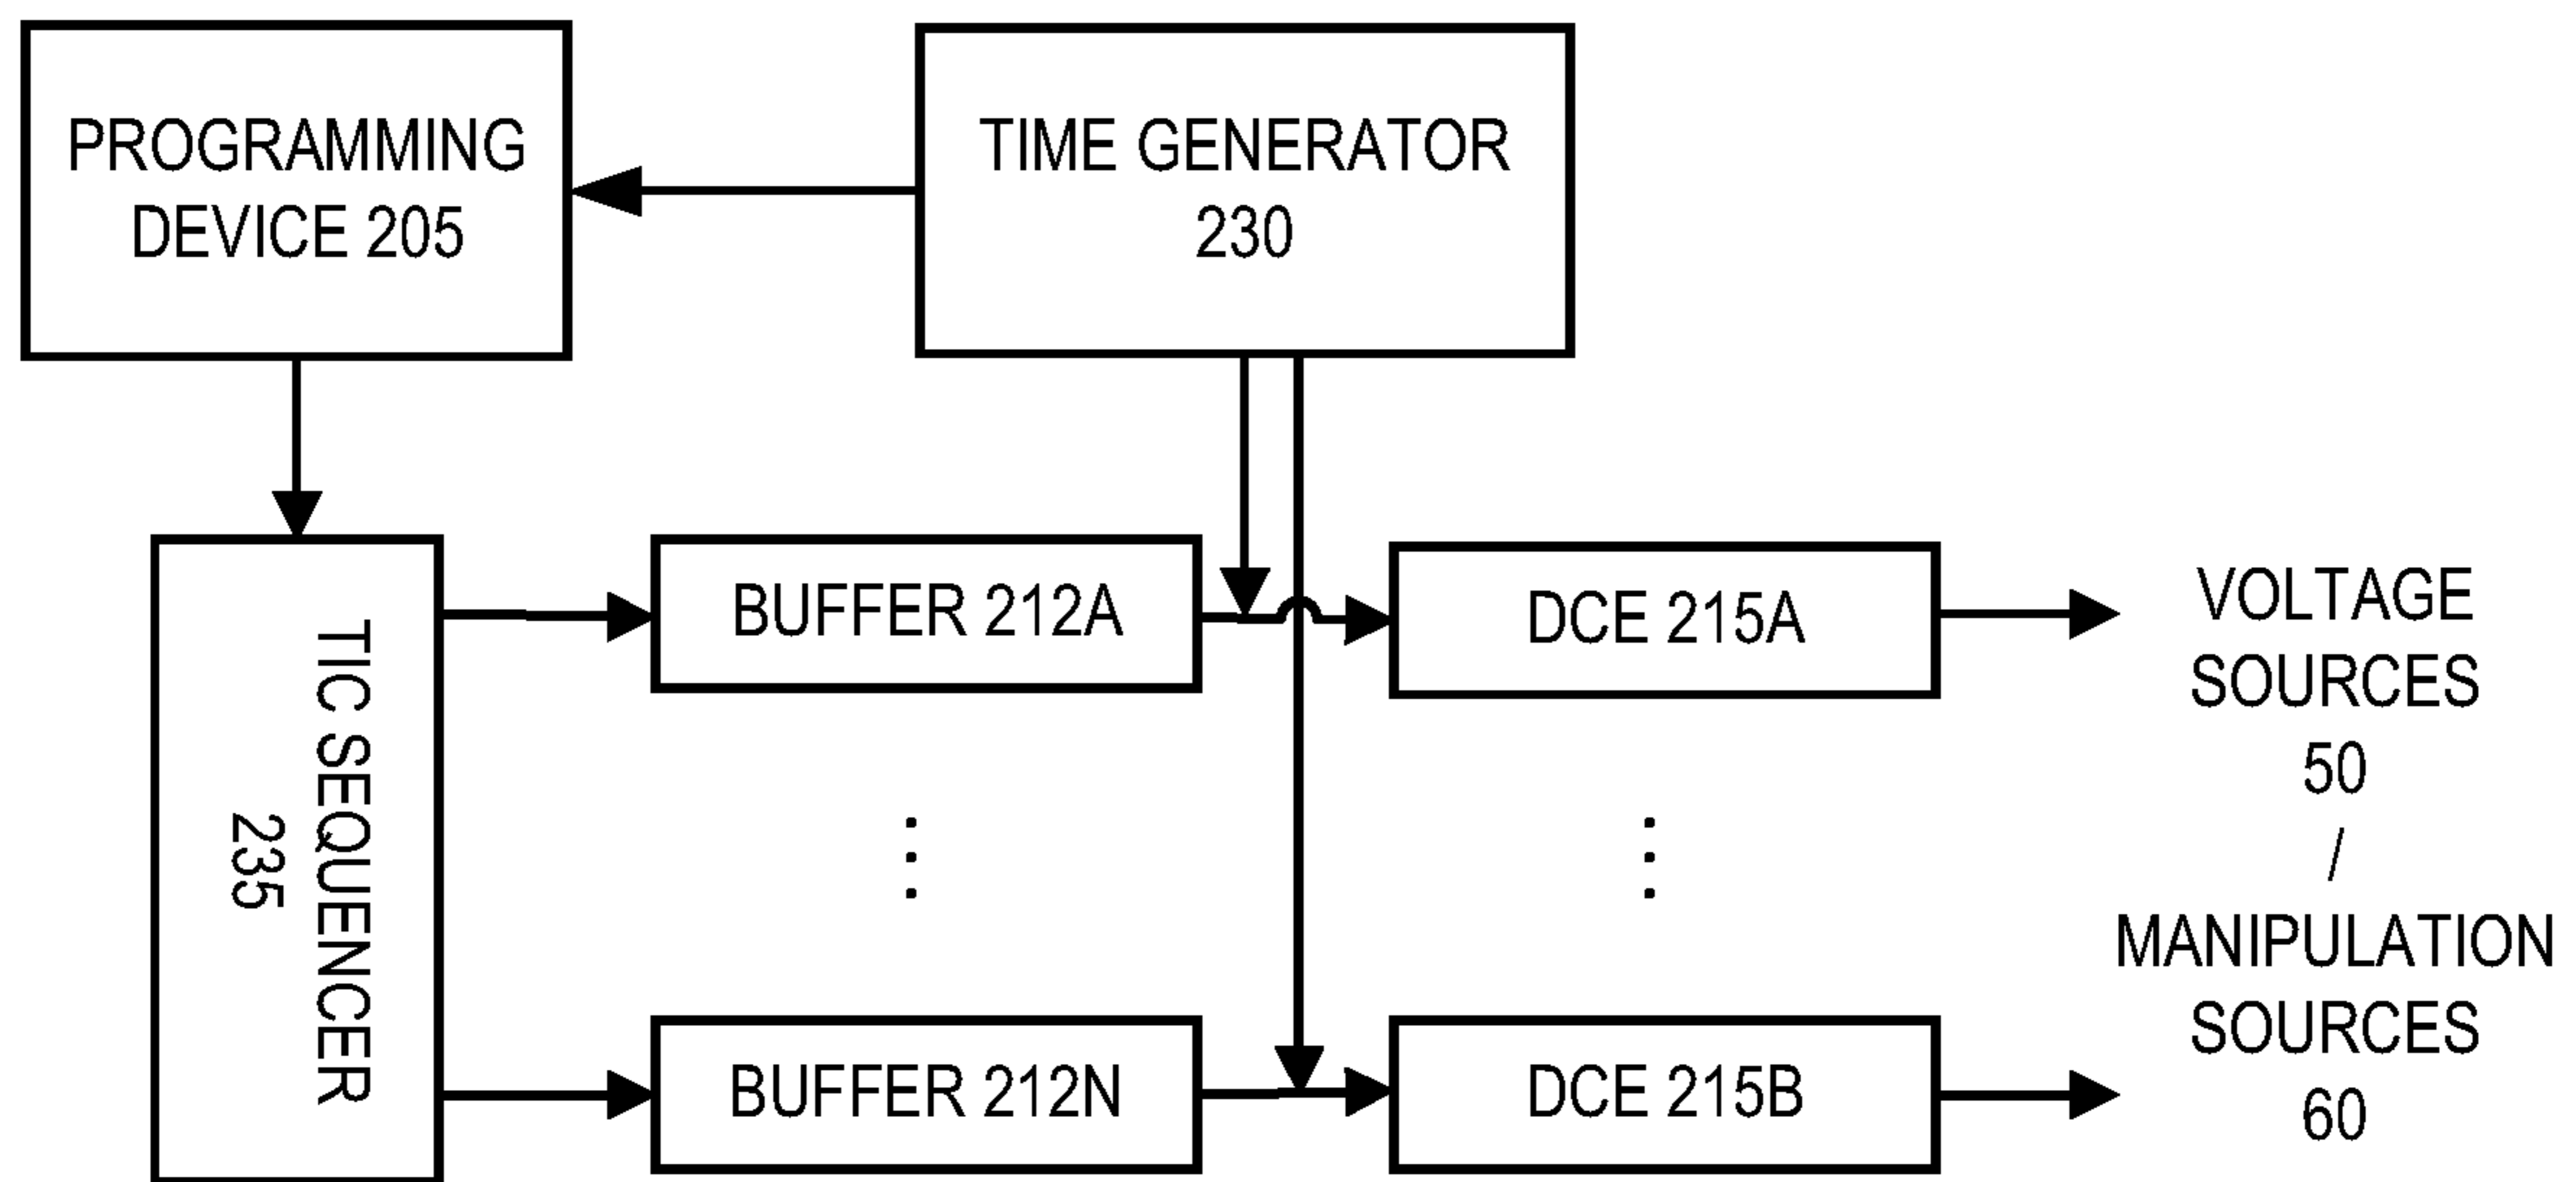 PROGRAMMING
DEVICE 205
TIME GENERATOR
230
TIC SEQUENCER
235
BUFFER 212A
DCE 215A
BUFFER 212N
DCE 215B
VOLTAGE
SOURCES
50
/
MANIPULATION
SOURCES
60